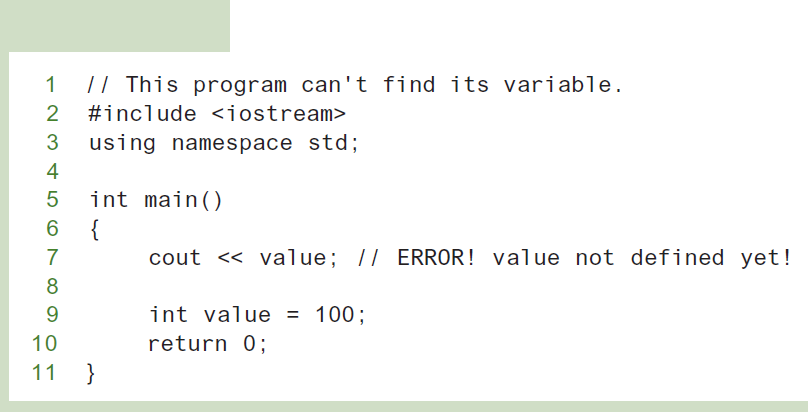 1 // This program can't find its variable.
2 #include <iostream>
3 using namespace std;
4
5 int main()
6 {
7 cout << value; // ERROR! value not defined yet!
8
9 int value = 100;
10 return 0;
11 }